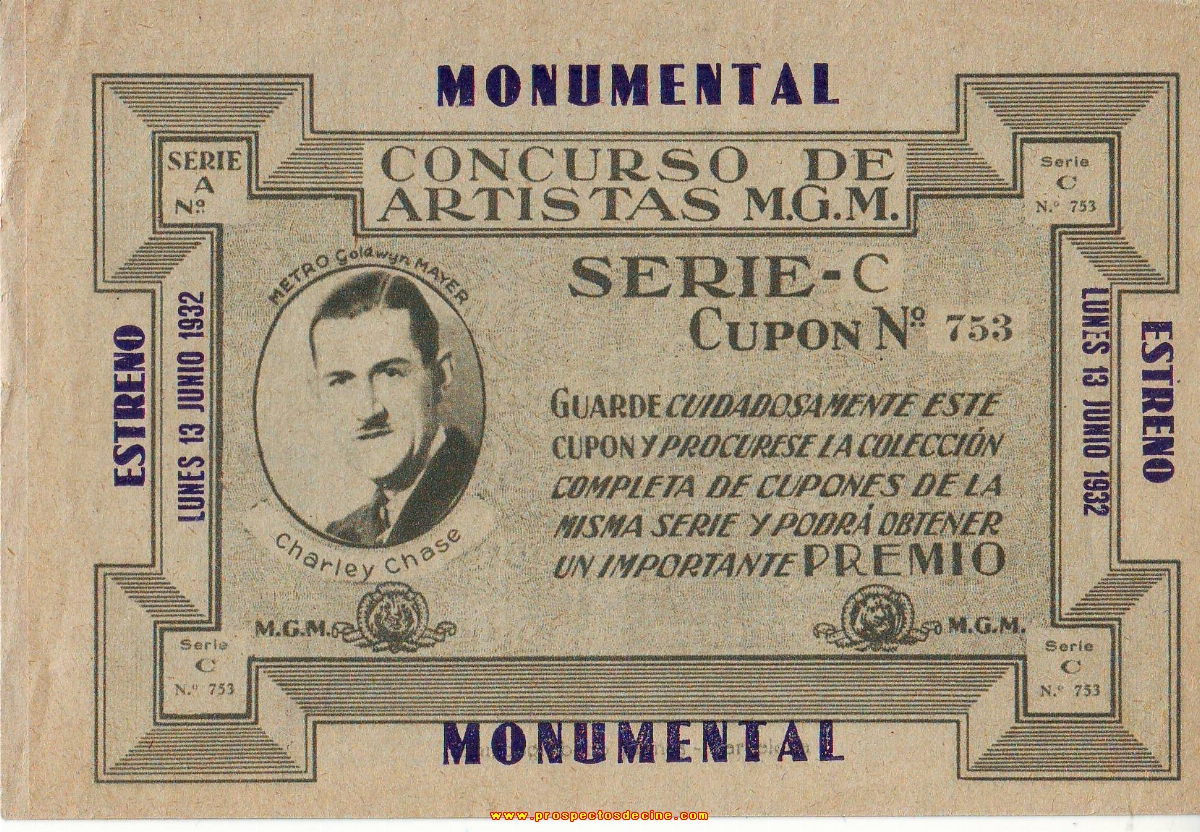 MONUMENTAL
SERIE
A
Nº
CONCURSO DE
ARTISTAS M.G.M.
Serie
C
N.º 753
METRO Goldwyn MAYER
SERIE-C
CUPON Nº 753
ESTRENO
LUNES 13 JUNIO 1932
LUNES 13 JUNIO 1932
ESTRENO
GUARDE CUIDADOSAMENTE ESTE
CUPON Y PROCURESE LA COLECCIÓN
COMPLETA DE CUPONES DE LA
MISMA SERIE Y PODRÁ OBTENER
UN IMPORTANTE PREMIO
Charley Chase
M.G.M.
M.G.M.
Serie
C
N.º 753
Serie
C
N.º 753
MONUMENTAL
www.prospectosdecine.com